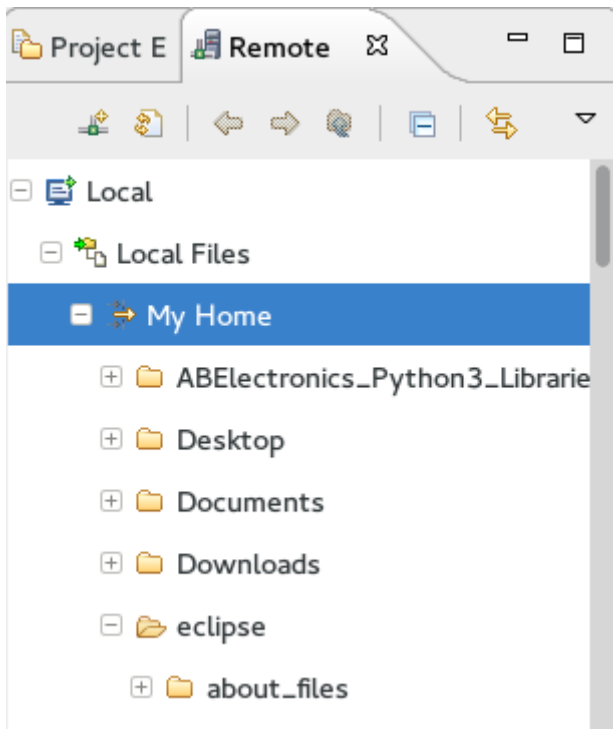 Project E Remote
Local
Local Files
My Home
ABElectronics_Python3_Librarie
Desktop
Documents
Downloads
eclipse
about_files